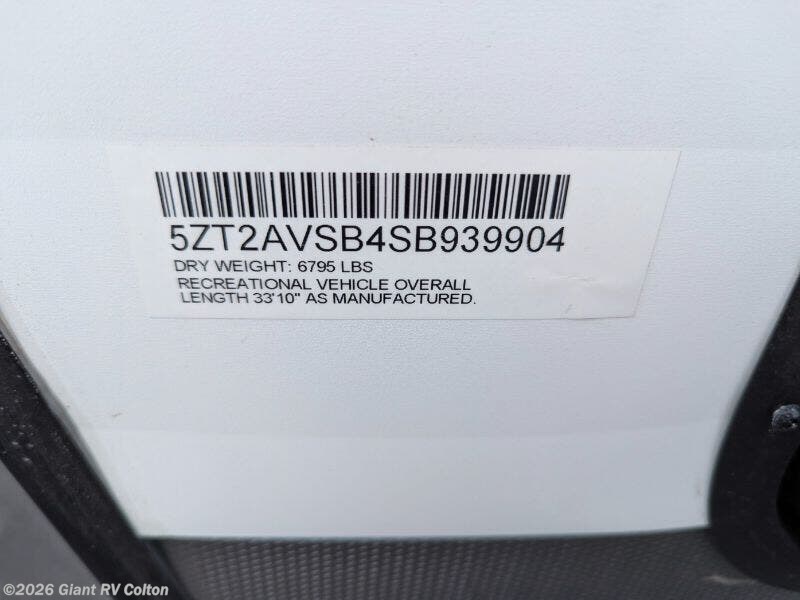 5ZT2AVSB4SB939904
DRY WEIGHT: 6795 LBS
RECREATIONAL VEHICLE OVERALL
LENGTH 33'10" AS MANUFACTURED.
©2026 Giant RV Colton